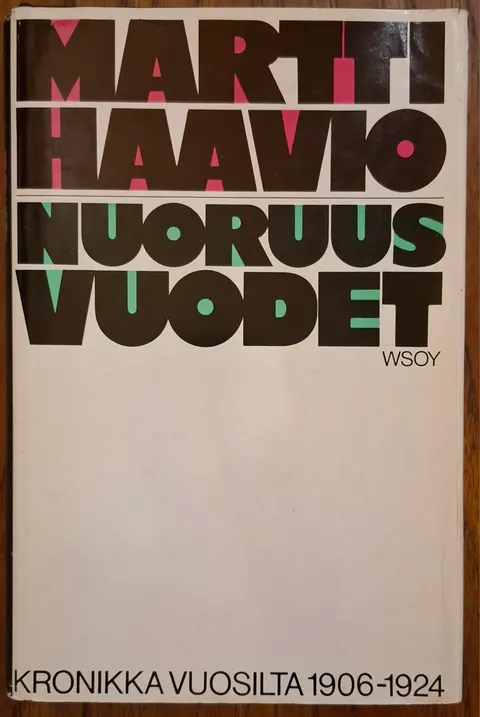 MARTTI
HAAVIO
NUORUUS
VUODET
WSOY
KRONIKKA VUOSILTA 1906-1924